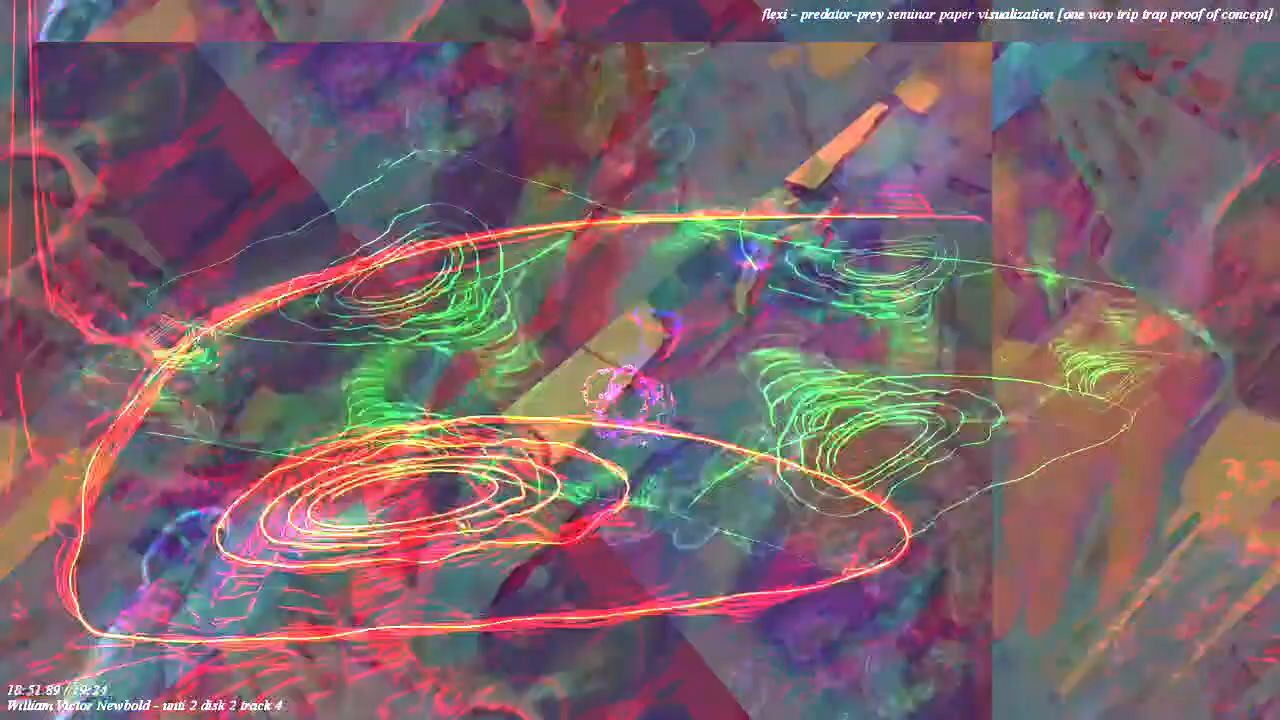 flexi - predator-prey seminar paper visualization [one way trip trap proof of concept]
18:51.89 / 19:24
William Victor Newbold - unti 2 disk 2 track 4